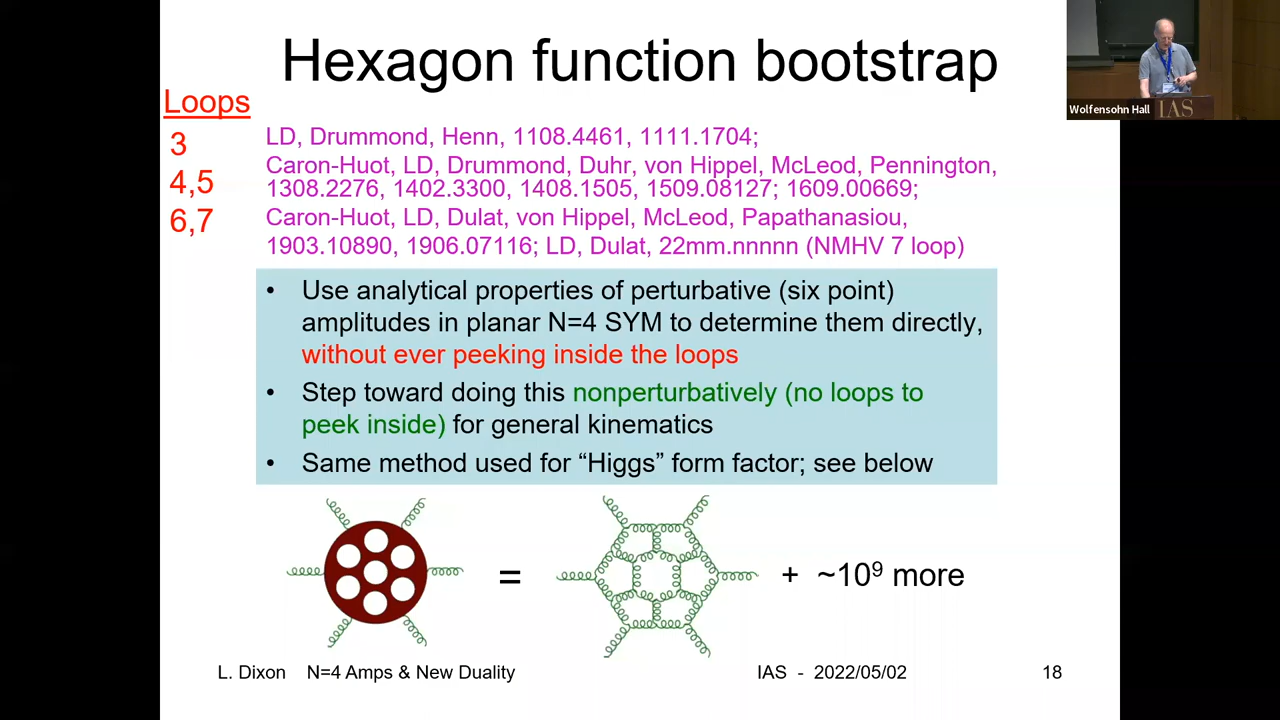 Hexagon function bootstrap
Loops
3
4,5
6,7
LD, Drummond, Henn, 1108.4461, 1111.1704;
Caron-Huot, LD, Drummond, Duhr, von Hippel, McLeod, Pennington,
1308.2276, 1402.3300, 1408.1505, 1509.08127; 1609.00669;
Caron-Huot, LD, Dulat, von Hippel, McLeod, Papathanasiou,
1903.10890, 1906.07116; LD, Dulat, 22mm.nnnnn (NMHV 7 loop)
• Use analytical properties of perturbative (six point)
amplitudes in planar N=4 SYM to determine them directly,
without ever peeking inside the loops
• Step toward doing this nonperturbatively (no loops to
peek inside) for general kinematics
• Same method used for “Higgs” form factor; see below
= + ~10⁹ more
L. Dixon N=4 Amps & New Duality
IAS - 2022/05/02
18
Wolfensohn Hall
IAS